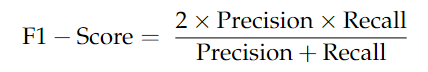 F1 − Score = 2 × Precision × Recall
Precision + Recall